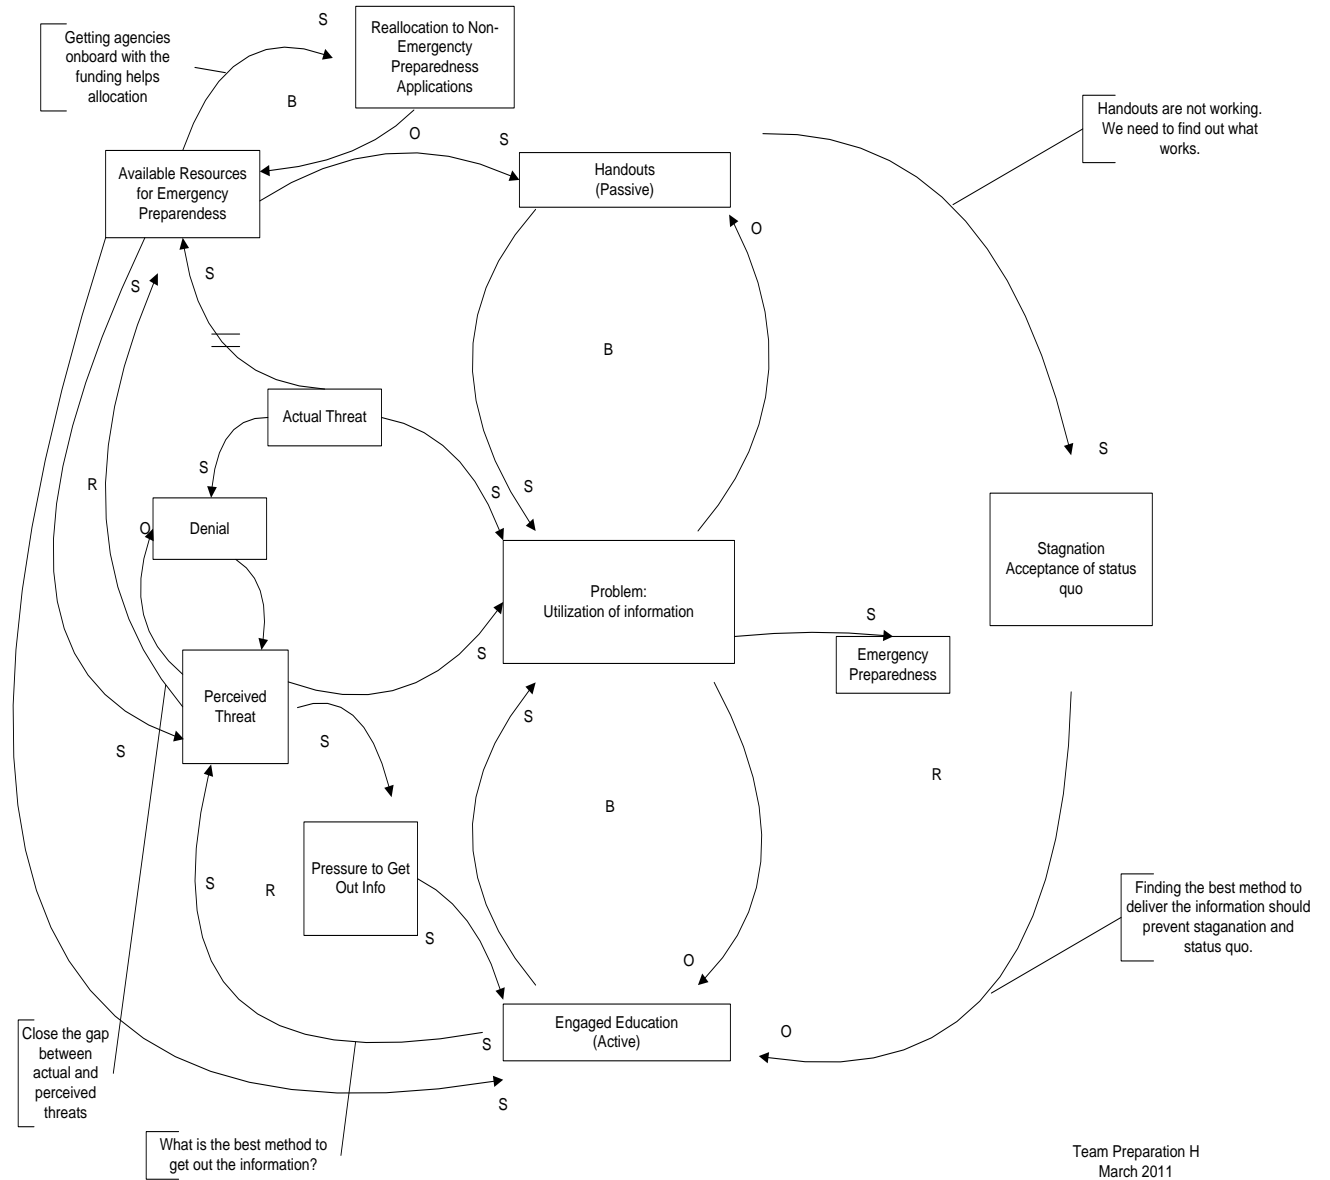 S
Reallocation to Non-
Emergency
Preparedness
Applications
Getting agencies
onboard with the
funding helps
allocation
B
O
S
Handouts are not working.
We need to find out what
works.
Available Resources
for Emergency
Preparendess
Handouts
(Passive)
O
S
S
B
Actual Threat
S
S
S
S
R
O
Denial
Stagnation
Acceptance of status
quo
Problem:
Utilization of information
S
S
Emergency
Preparedness
Perceived
Threat
S
S
S
R
B
Pressure to Get
Out Info
S
R
S
Finding the best method to
deliver the information should
prevent staganation and
status quo.
O
Engaged Education
(Active)
S
O
S
Close the gap
between
actual and
perceived
threats
What is the best method to
get out the information?
Team Preparation H
March 2011